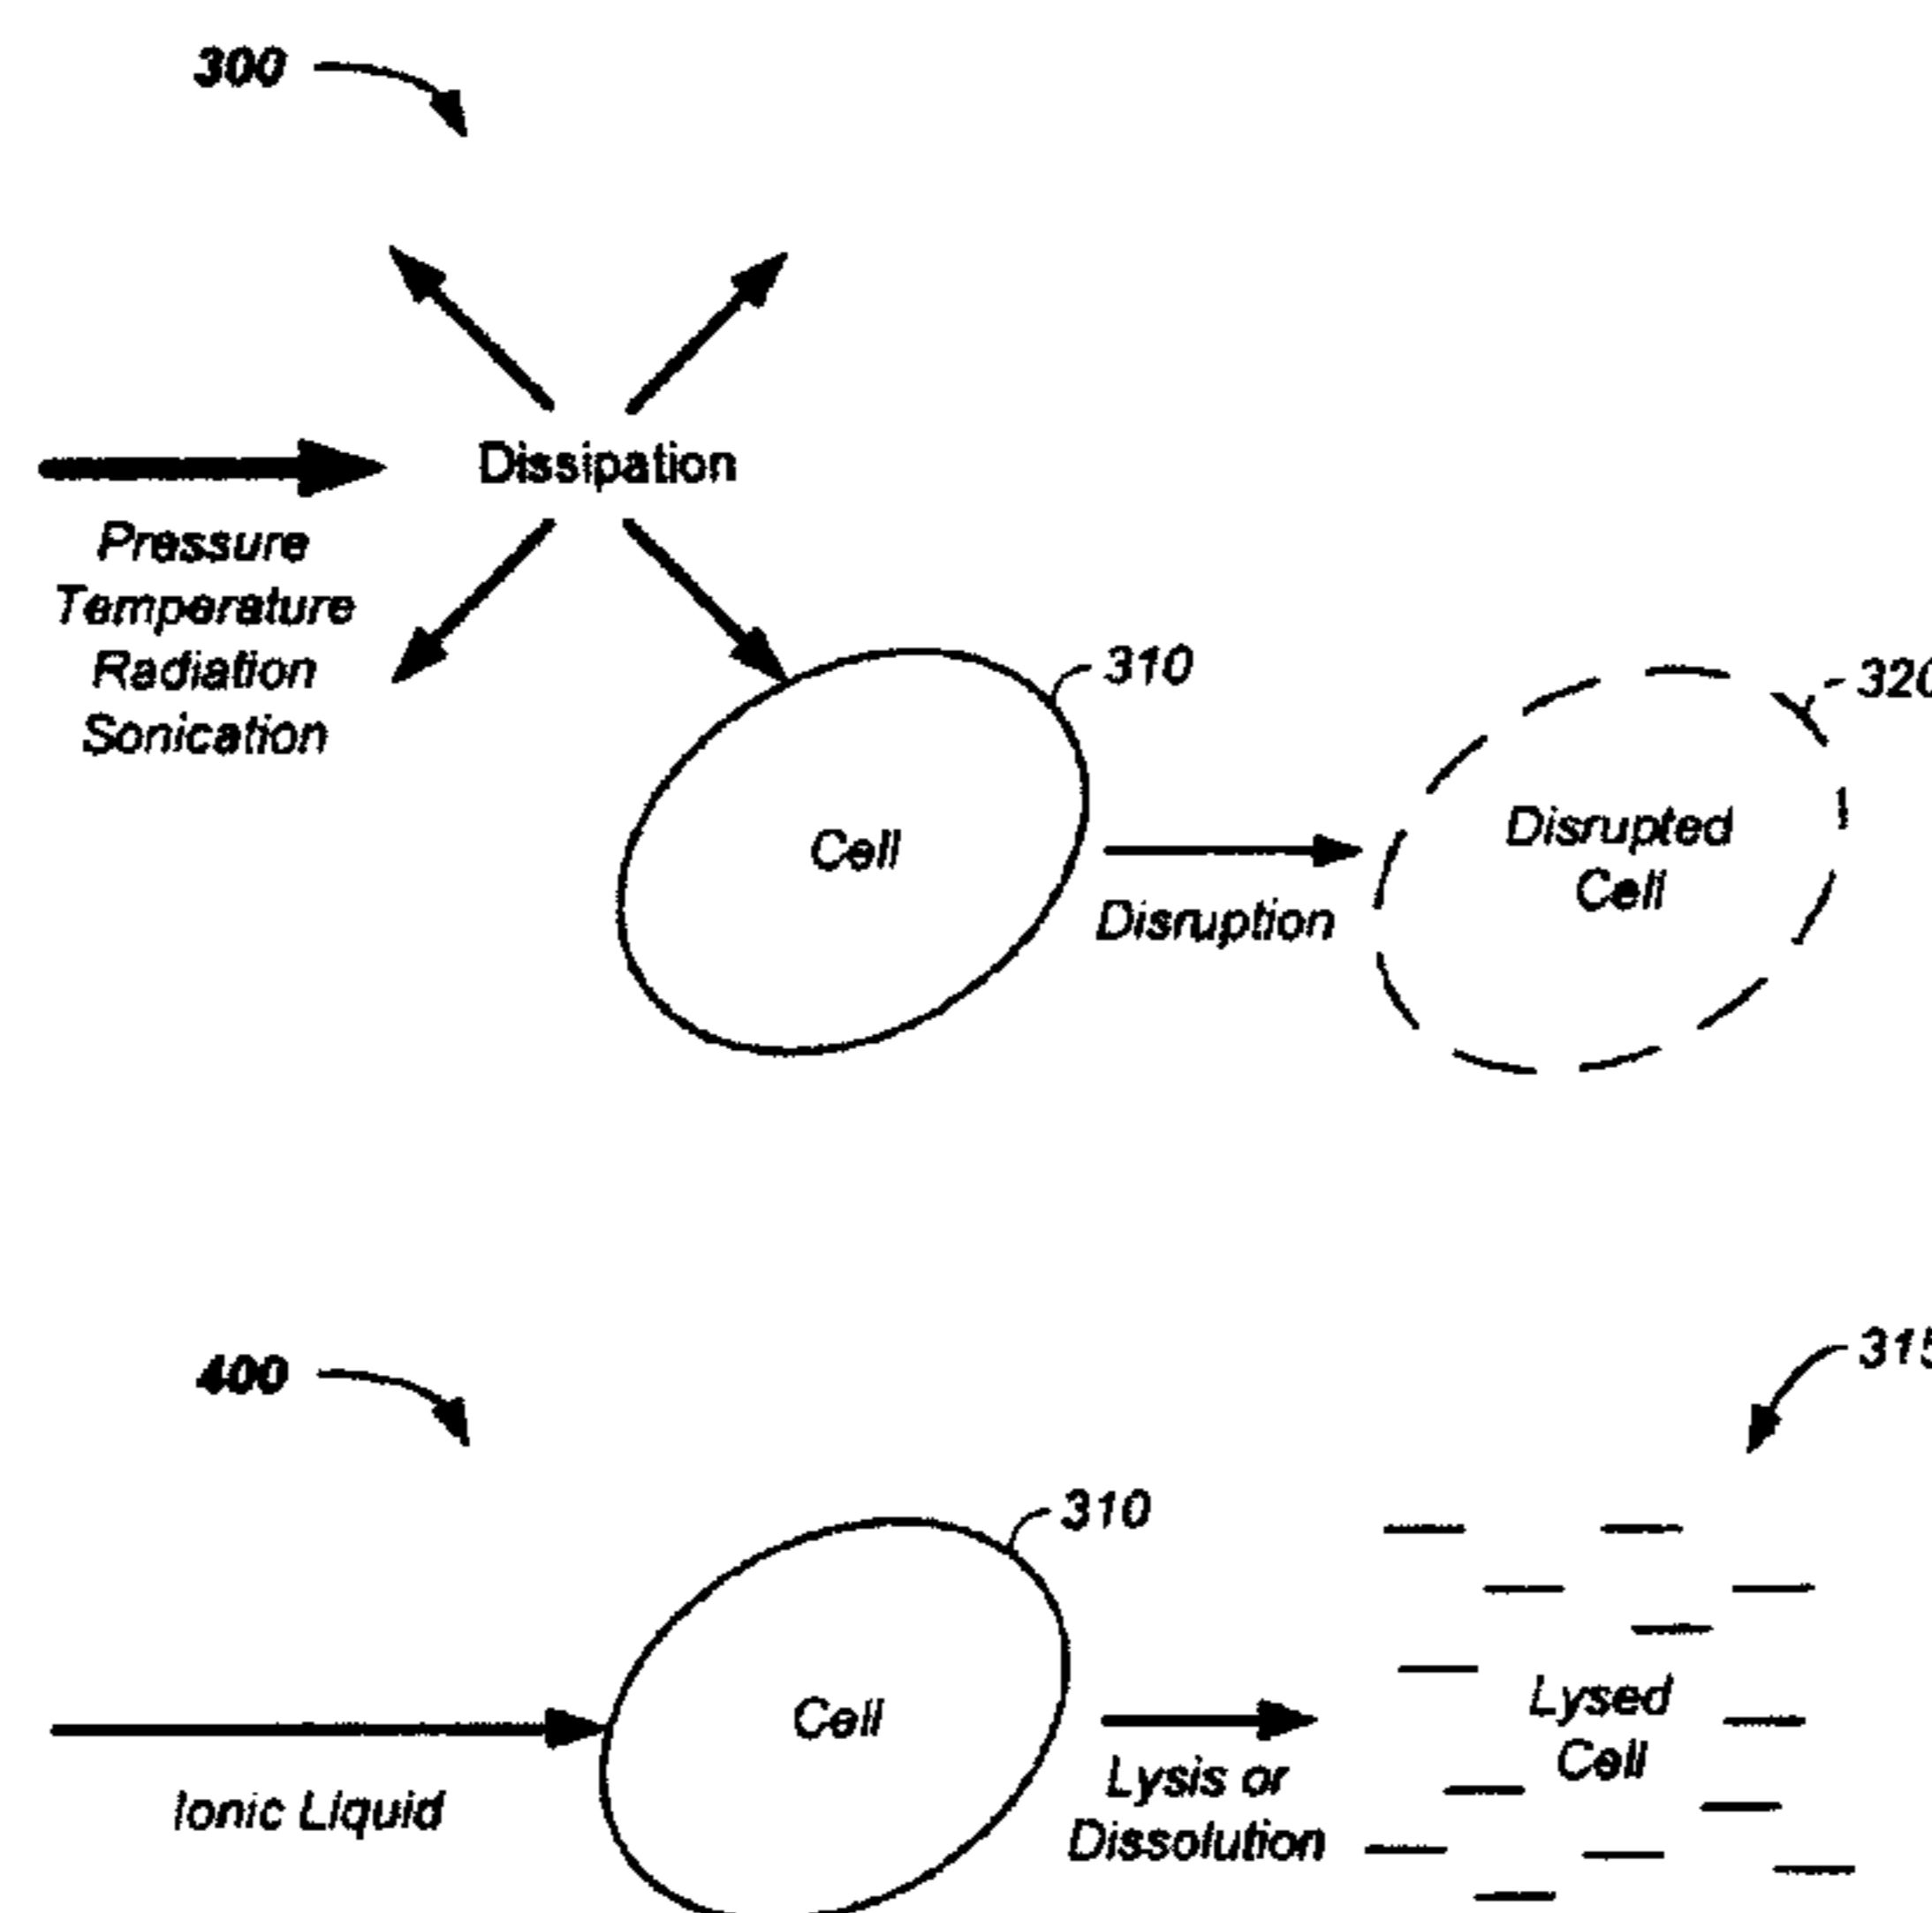 300
Dissipation
Pressure
Temperature
Radiation
Sonication
310
320
Cell
Disrupted
Cell
Disruption
400
315
310
Cell
Lysed
Cell
Ionic Liquid
Lysis or
Dissolution